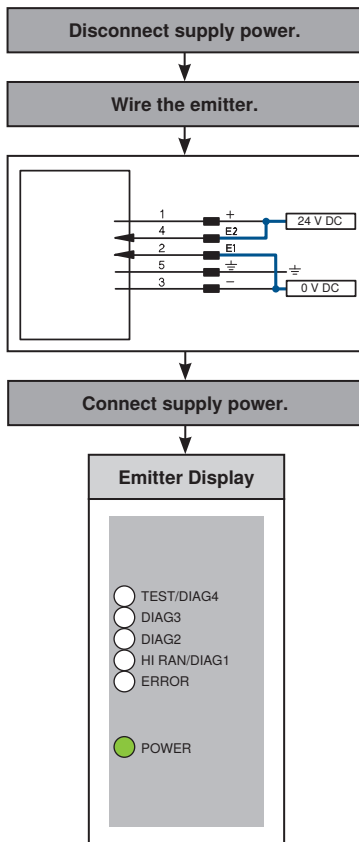 Disconnect supply power.
Wire the emitter.
1 +
4 E2
24 V DC
2 E1
5
3 −
0 V DC
Connect supply power.
Emitter Display
TEST/DIAG4
DIAG3
DIAG2
HI RAN/DIAG1
ERROR
POWER